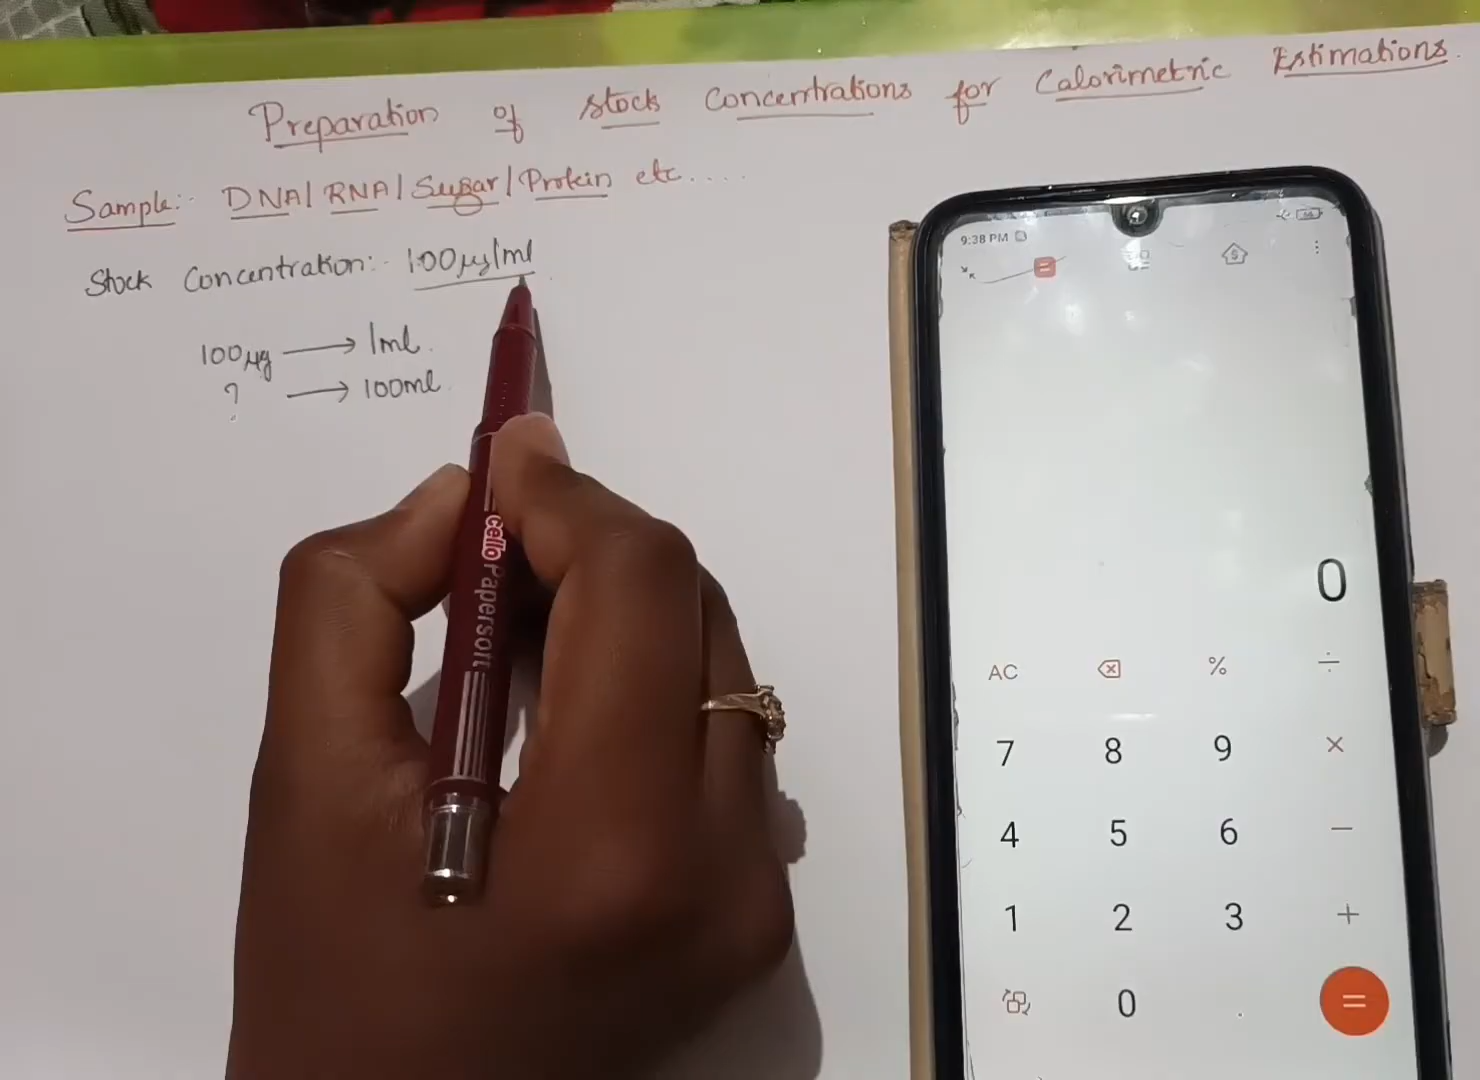 Preparation of stock Concentrations for Calorimetric Estimations.
Sample:- DNA/ RNA/ Sugar/ Protein etc....
Stock Concentration:- 100µg/ml
100µg → 1ml.
? → 100ml.
cello Papersoft
9:38 PM
0
AC % ÷
7 8 9 ×
4 5 6 −
1 2 3 +
0 . =